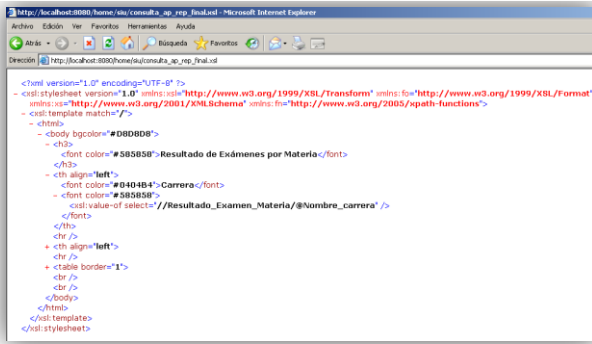 http://localhost:8080/home/siu/consulta_ap_rep_final.xsl - Microsoft Internet Explorer
Archivo Edición Ver Favoritos Herramientas Ayuda
Atrás Búsqueda Favoritos
Dirección http://localhost:8080/home/siu/consulta_ap_rep_final.xsl
<?xml version="1.0" encoding="UTF-8" ?>
- <xsl:stylesheet version="1.0" xmlns:xsl="http://www.w3.org/1999/XSL/Transform" xmlns:fo="http://www.w3.org/1999/XSL/Format"
xmlns:xs="http://www.w3.org/2001/XMLSchema" xmlns:fn="http://www.w3.org/2005/xpath-functions">
- <xsl:template match="/">
- <html>
- <body bgcolor="#D8D8D8">
- <h3>
<font color="#585858">Resultado de Exámenes por Materia</font>
</h3>
- <th align="left">
<font color="#0404B4">Carrera</font>
- <font color="#585858">
<xsl:value-of select="//Resultado_Examen_Materia/@Nombre_carrera" />
</font>
</th>
<hr />
+ <th align="left">
<hr />
+ <table border="1">
<br />
<br />
</body>
</html>
</xsl:template>
</xsl:stylesheet>